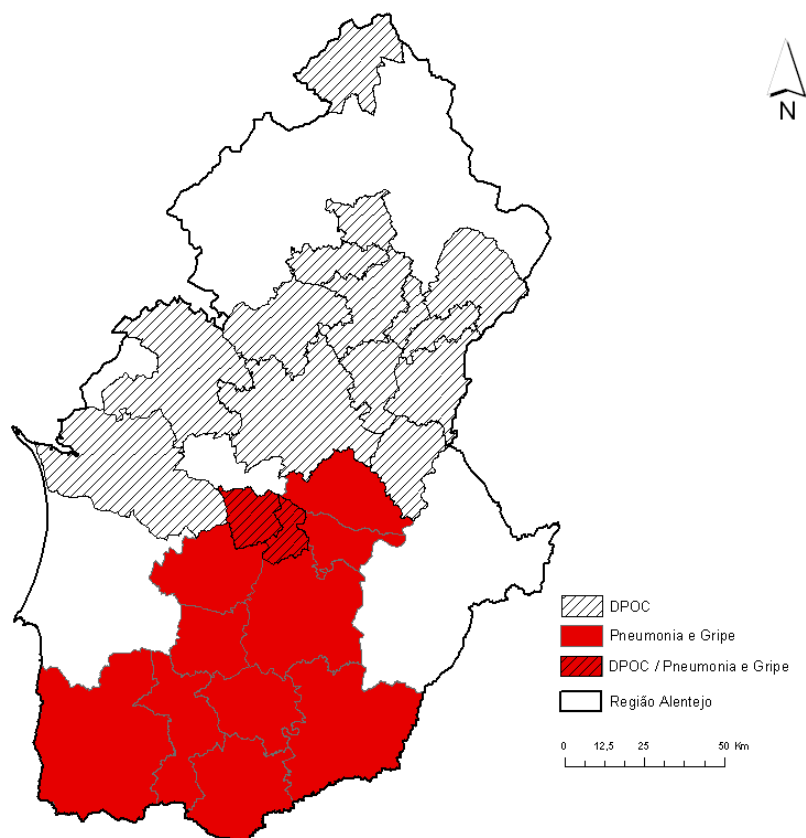 N
DPOC
Pneumonia e Gripe
DPOC / Pneumonia e Gripe
Região Alentejo
0 12,5 25 50 Km